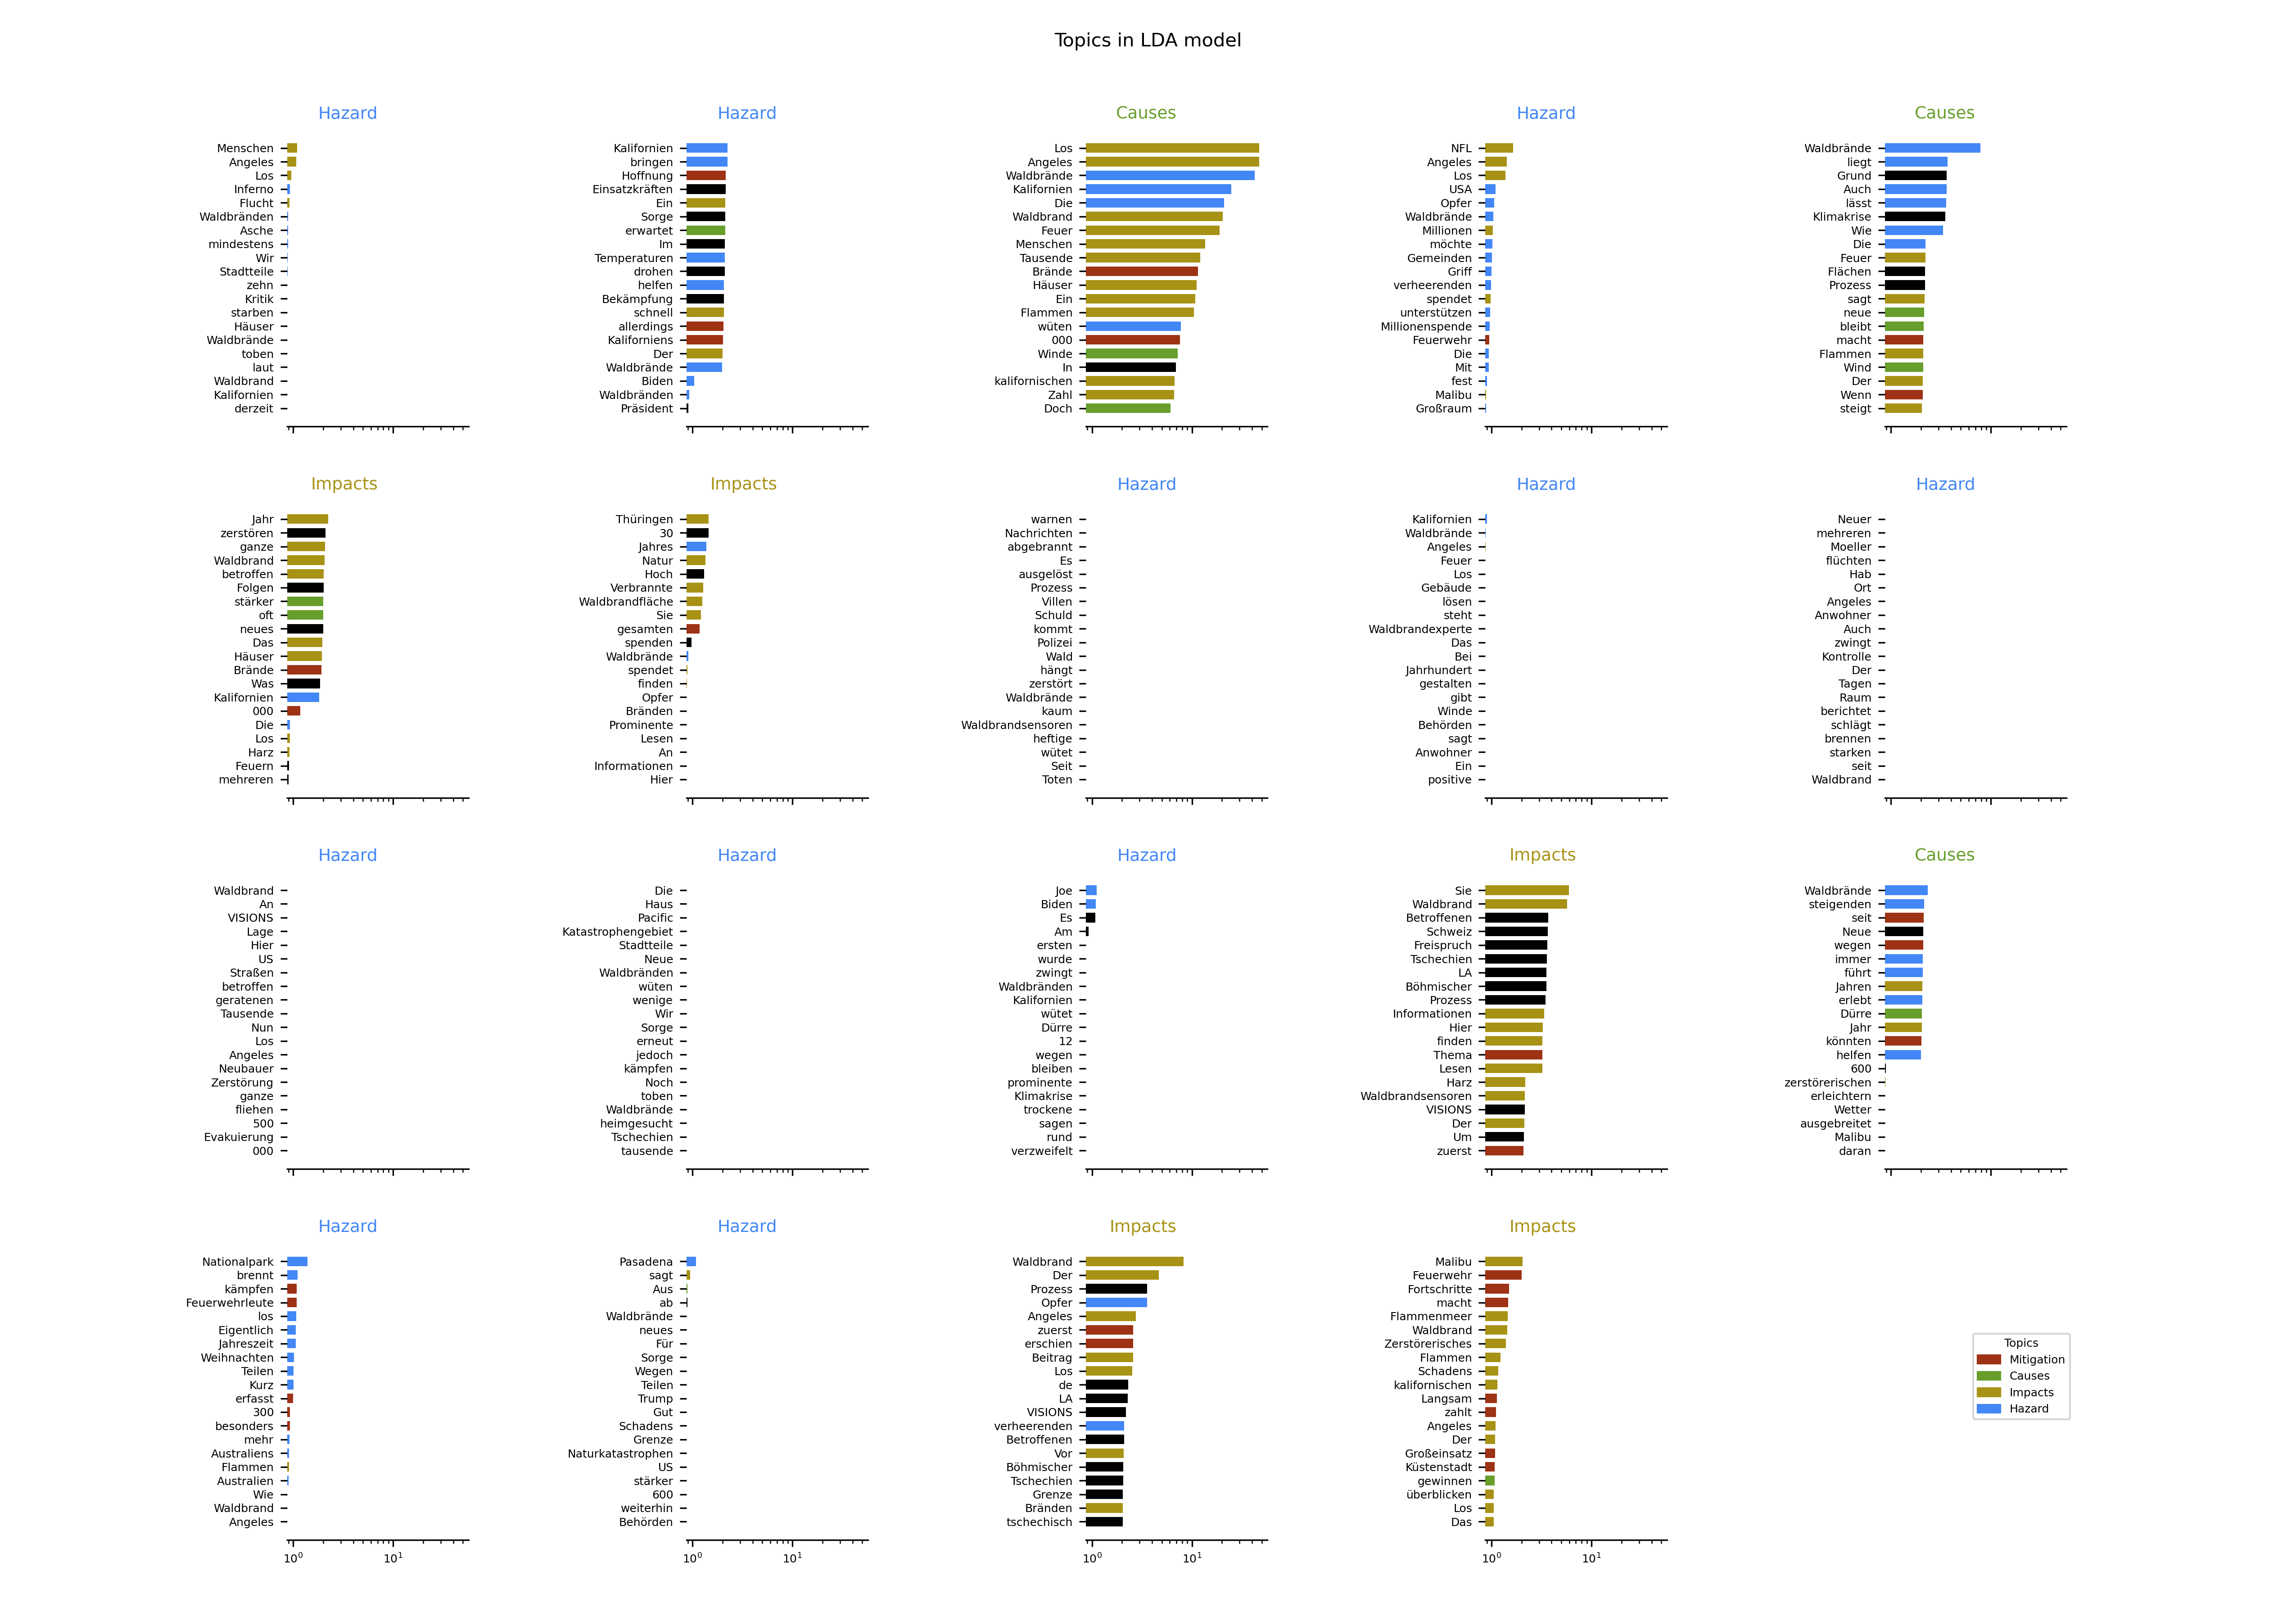 Topics in LDA model
Hazard
Menschen
Angeles
Los
Inferno
Flucht
Waldbränden
Asche
mindestens
Wir
Stadtteile
zehn
Kritik
starben
Häuser
Waldbrände
toben
laut
Waldbrand
Kalifornien
derzeit
Hazard
Kalifornien
bringen
Hoffnung
Einsatzkräften
Ein
Sorge
erwartet
Im
Temperaturen
drohen
helfen
Bekämpfung
schnell
allerdings
Kaliforniens
Der
Waldbrände
Biden
Waldbränden
Präsident
Causes
Los
Angeles
Waldbrände
Kalifornien
Die
Waldbrand
Feuer
Menschen
Tausende
Brände
Häuser
Ein
Flammen
wüten
000
Winde
In
kalifornischen
Zahl
Doch
Hazard
NFL
Angeles
Los
USA
Opfer
Waldbrände
Millionen
möchte
Gemeinden
Griff
verheerenden
spendet
unterstützen
Millionenspende
Feuerwehr
Die
Mit
fest
Malibu
Großraum
Causes
Waldbrände
liegt
Grund
Auch
lässt
Klimakrise
Wie
Die
Feuer
Flächen
Prozess
sagt
neue
bleibt
macht
Flammen
Wind
Der
Wenn
steigt
Impacts
Jahr
zerstören
ganze
Waldbrand
betroffen
Folgen
stärker
oft
neues
Das
Häuser
Brände
Was
Kalifornien
000
Die
Los
Harz
Feuern
mehreren
Impacts
Thüringen
30
Jahres
Natur
Hoch
Verbrannte
Waldbrandfläche
Sie
gesamten
spenden
Waldbrände
spendet
finden
Opfer
Bränden
Prominente
Lesen
An
Informationen
Hier
Hazard
warnen
Nachrichten
abgebrannt
Es
ausgelöst
Prozess
Villen
Schuld
kommt
Polizei
Wald
hängt
zerstört
Waldbrände
kaum
Waldbrandsensoren
heftige
wütet
Seit
Toten
Hazard
Kalifornien
Waldbrände
Angeles
Feuer
Los
Gebäude
lösen
steht
Waldbrandexperte
Das
Bei
Jahrhundert
gestalten
gibt
Winde
Behörden
sagt
Anwohner
Ein
positive
Hazard
Neuer
mehreren
Moeller
flüchten
Hab
Ort
Angeles
Anwohner
Auch
zwingt
Kontrolle
Der
Tagen
Raum
berichtet
schlägt
brennen
starken
seit
Waldbrand
Hazard
Waldbrand
An
VISIONS
Lage
Hier
US
Straßen
betroffen
geratenen
Tausende
Nun
Los
Angeles
Neubauer
Zerstörung
ganze
fliehen
500
Evakuierung
000
Hazard
Die
Haus
Pacific
Katastrophengebiet
Stadtteile
Neue
Waldbränden
wüten
wenige
Wir
Sorge
erneut
jedoch
kämpfen
Noch
toben
Waldbrände
heimgesucht
Tschechien
tausende
Hazard
Joe
Biden
Es
Am
ersten
wurde
zwingt
Waldbränden
Kalifornien
wütet
Dürre
12
wegen
bleiben
prominente
Klimakrise
trockene
sagen
rund
verzweifelt
Impacts
Sie
Waldbrand
Betroffenen
Schweiz
Freispruch
Tschechien
LA
Böhmischer
Prozess
Informationen
Hier
finden
Thema
Lesen
Harz
Waldbrandsensoren
VISIONS
Der
Um
zuerst
Causes
Waldbrände
steigenden
seit
Neue
wegen
immer
führt
Jahren
erlebt
Dürre
Jahr
könnten
helfen
600
zerstörerischen
erleichtern
Wetter
ausgebreitet
Malibu
daran
Hazard
Nationalpark
brennt
kämpfen
Feuerwehrleute
los
Eigentlich
Jahreszeit
Weihnachten
Teilen
Kurz
erfasst
300
besonders
mehr
Australiens
Flammen
Australien
Wie
Waldbrand
Angeles
10⁰ 10¹
Hazard
Pasadena
sagt
Aus
ab
Waldbrände
neues
Für
Sorge
Wegen
Teilen
Trump
Gut
Schadens
Grenze
Naturkatastrophen
US
stärker
600
weiterhin
Behörden
10⁰ 10¹
Impacts
Waldbrand
Der
Prozess
Opfer
Angeles
zuerst
erschien
Beitrag
Los
de
LA
VISIONS
verheerenden
Betroffenen
Vor
Böhmischer
Tschechien
Grenze
Bränden
tschechisch
10⁰ 10¹
Impacts
Malibu
Feuerwehr
Fortschritte
macht
Flammenmeer
Waldbrand
Zerstörerisches
Flammen
Schadens
kalifornischen
Langsam
zahlt
Angeles
Der
Großeinsatz
Küstenstadt
gewinnen
überblicken
Los
Das
10⁰ 10¹
Topics
Mitigation
Causes
Impacts
Hazard